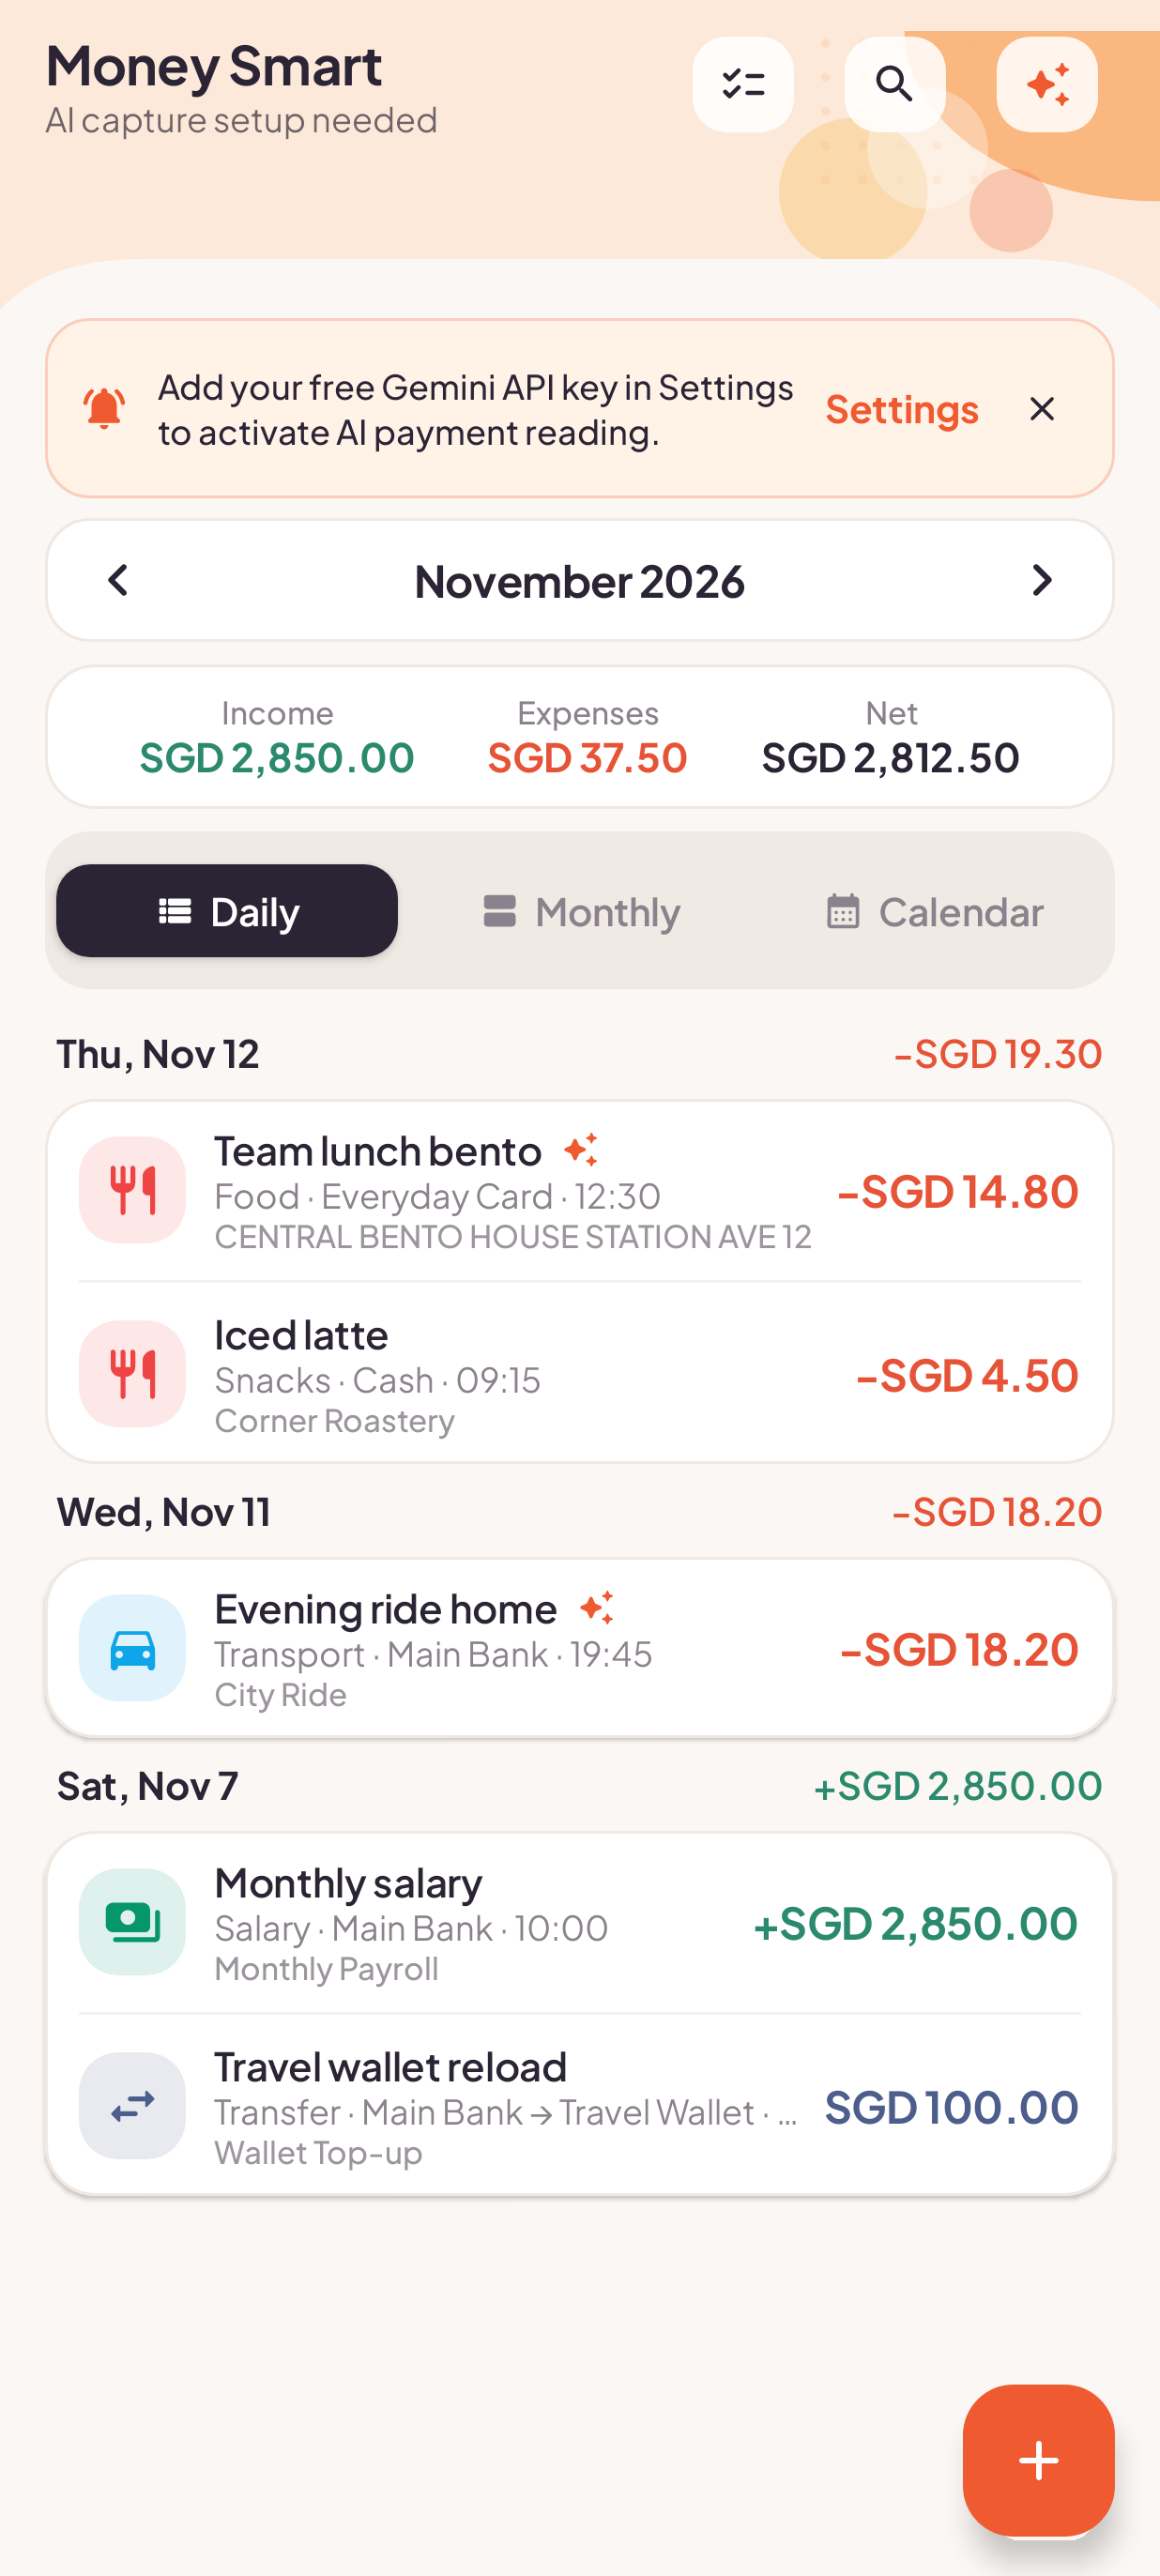 Money Smart
AI capture setup needed
Add your free Gemini API key in Settings
to activate AI payment reading.
Settings
November 2026
Income
Expenses
Net
SGD 2,850.00
SGD 37.50
SGD 2,812.50
Daily
Monthly
Calendar
Thu, Nov 12
-SGD 19.30
Team lunch bento
Food · Everyday Card · 12:30
CENTRAL BENTO HOUSE STATION AVE 12
-SGD 14.80
Iced latte
Snacks · Cash · 09:15
Corner Roastery
-SGD 4.50
Wed, Nov 11
-SGD 18.20
Evening ride home
Transport · Main Bank · 19:45
City Ride
-SGD 18.20
Sat, Nov 7
+SGD 2,850.00
Monthly salary
Salary · Main Bank · 10:00
Monthly Payroll
+SGD 2,850.00
Travel wallet reload
Transfer · Main Bank → Travel Wallet · ...
Wallet Top-up
SGD 100.00